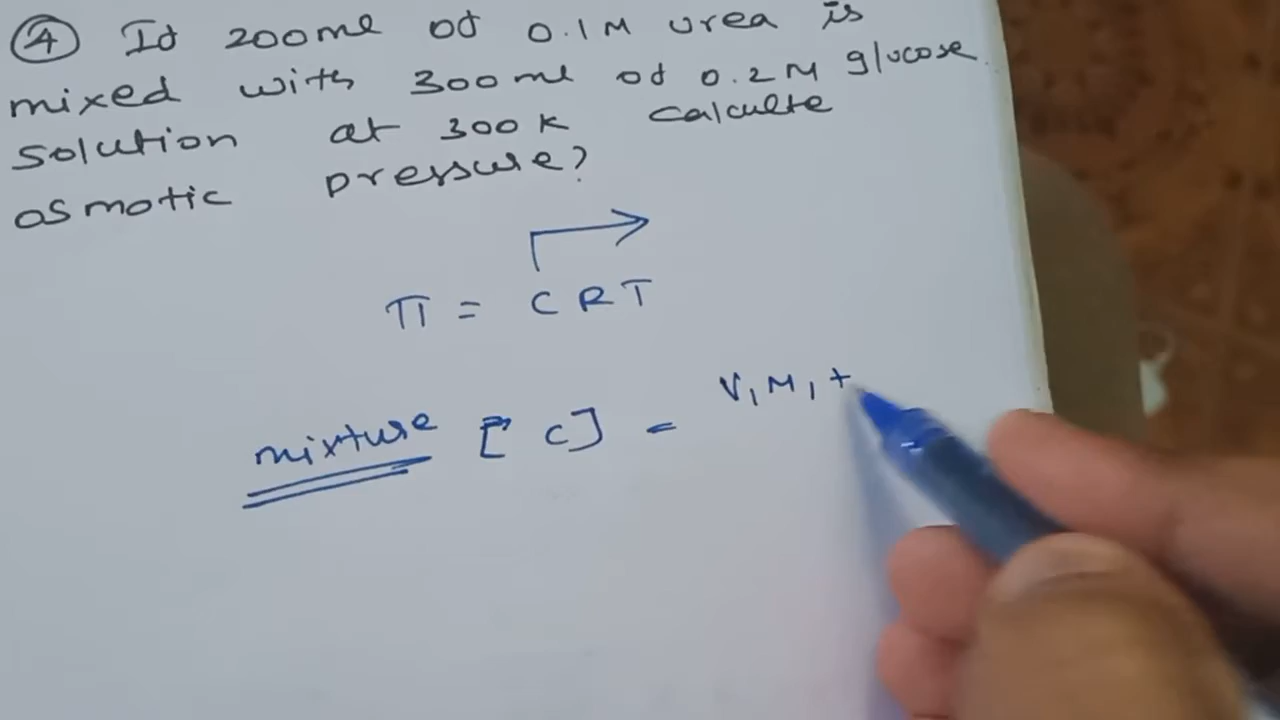 4 If 200ml of 0.1M urea is
mixed with 300ml of 0.2M glucose
solution at 300K calculte
osmotic pressure?
π = CRT
mixture [C] = V₁M₁ +